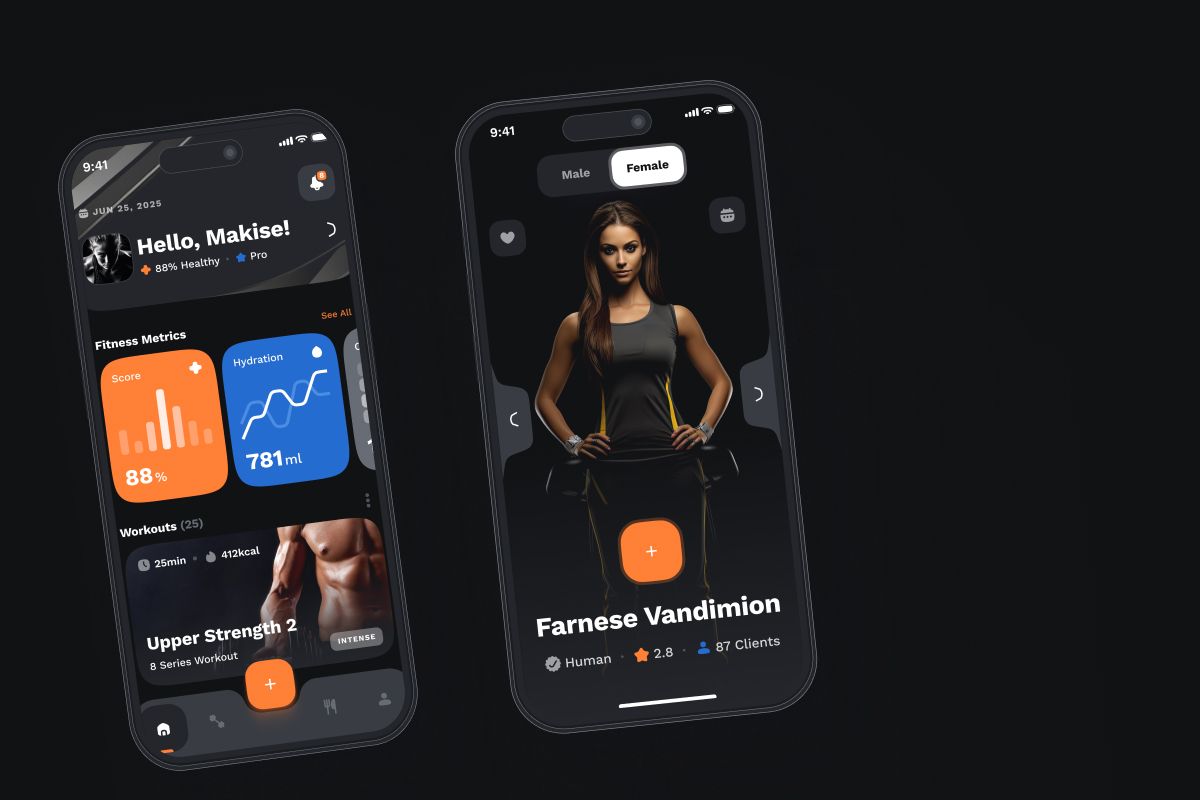 9:41
8
JUN 25, 2025
Hello, Makise!
88% Healthy • Pro
Fitness Metrics
See All
Score
88 %
Hydration
781 ml
Workouts (25)
25min • 412kcal
Upper Strength 2
8 Series Workout
INTENSE
+
9:41
Male
Female
+
Farnese Vandimion
Human • 2.8 • 87 Clients